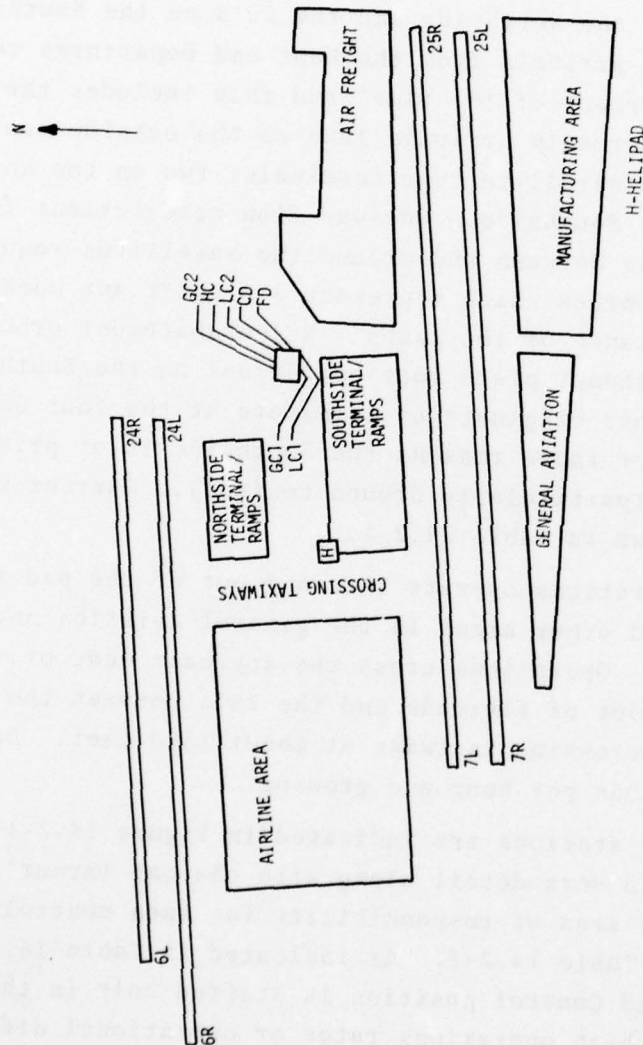 N
24R
24L
GC2
HC
LC2
CD
FD
AIR FREIGHT
25R
25L
NORTHSIDE
TERMINAL/
RAMPS
GC1
LC1
SOUTHSIDE
TERMINAL/
RAMPS
H
CROSSING TAXIWAYS
AIRLINE AREA
MANUFACTURING AREA
GENERAL AVIATION
6L
6R
7L
7R
H-HELIPAD